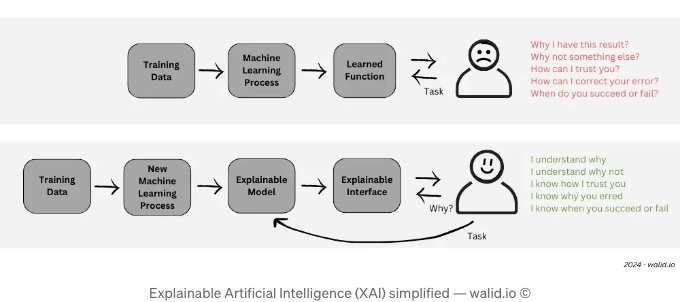 Training
Data
Machine
Learning
Process
Learned
Function
Task
Why I have this result?
Why not something else?
How can I trust you?
How can I correct your error?
When do you succeed or fail?
Training
Data
New
Machine
Learning
Process
Explainable
Model
Explainable
Interface
Why?
Task
I understand why
I understand why not
I know how I trust you
I know why you erred
I know when you succeed or fail
2024 - walid.io
Explainable Artificial Intelligence (XAI) simplified — walid.io ©